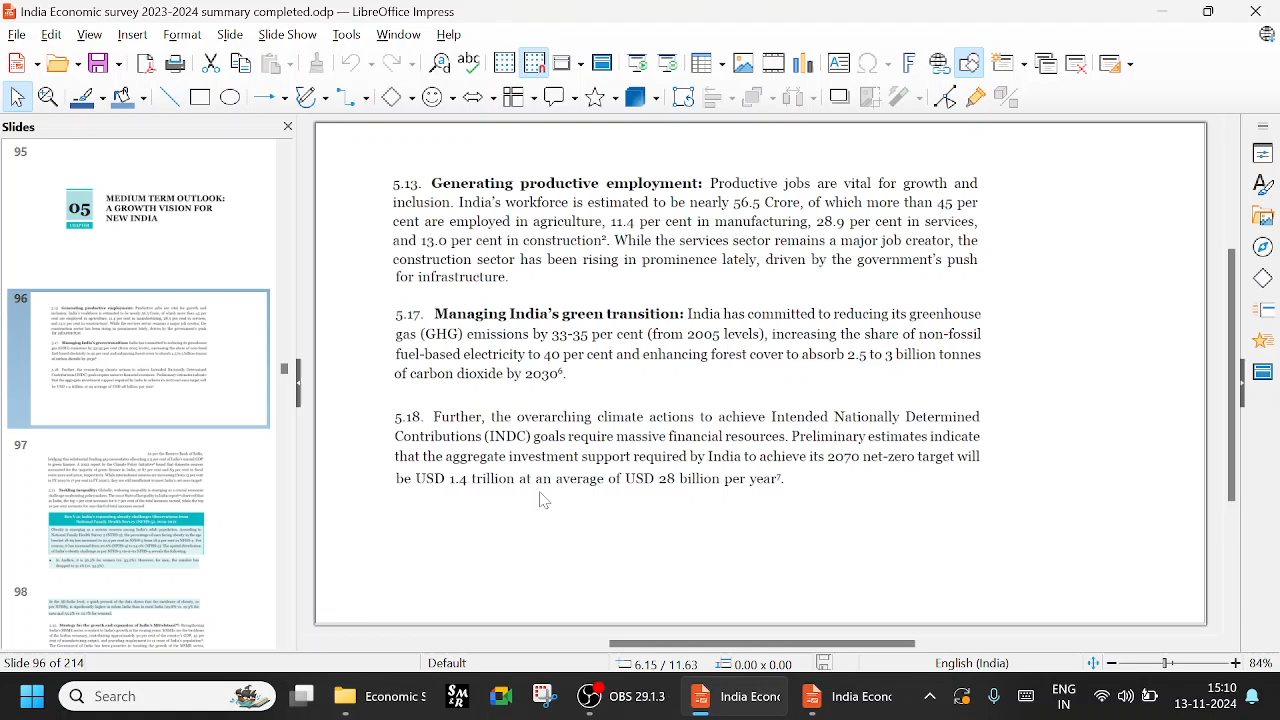 India Economic Survey 2023-2024 summary completed.odp — LibreOffice Impress
File Edit View Insert Format Slide Slide Show Tools Window Help
Slides
95
05
CHAPTER
MEDIUM TERM OUTLOOK:
A GROWTH VISION FOR
NEW INDIA
96
5.13. Generating productive employment: Productive jobs are vital for growth and
inclusion. India's workforce is estimated to be nearly 56.5 Crore, of which more than 45 per
cent are employed in agriculture, 11.4 per cent in manufacturing, 28.9 per cent in services,
and 13.0 per cent in construction². While the services sector remains a major job creator, the
construction sector has been rising in prominence lately, driven by the government's push
for infrastructure.
5.17. Managing India's green transition: India has committed to reducing its greenhouse
gas (GHG) emissions by 33-35 per cent (from 2005 levels), increasing the share of non-fossil
fuel-based electricity to 40 per cent and enhancing forest cover to absorb 2.5 to 3 billion tonnes
of carbon dioxide by 2030⁶
5.18. Further, the overarching climate actions to achieve Intended Nationally Determined
Contributions (INDC) goals require massive financial resources. Preliminary estimates indicate
that the aggregate investment support required by India to achieve its 2070 net-zero target will
be USD 1.4 trillion at an average of USD 28 billion per year⁷
97
As per the Reserve Bank of India,
98
Slide 96 of 214
Default
6.15 / 11.63
0.00 x 0.00
English (India)
84%
Search
Economic S
OBS 29.1.3
India Econ
India Econ
ENG
IN
15:10
13-11-2024